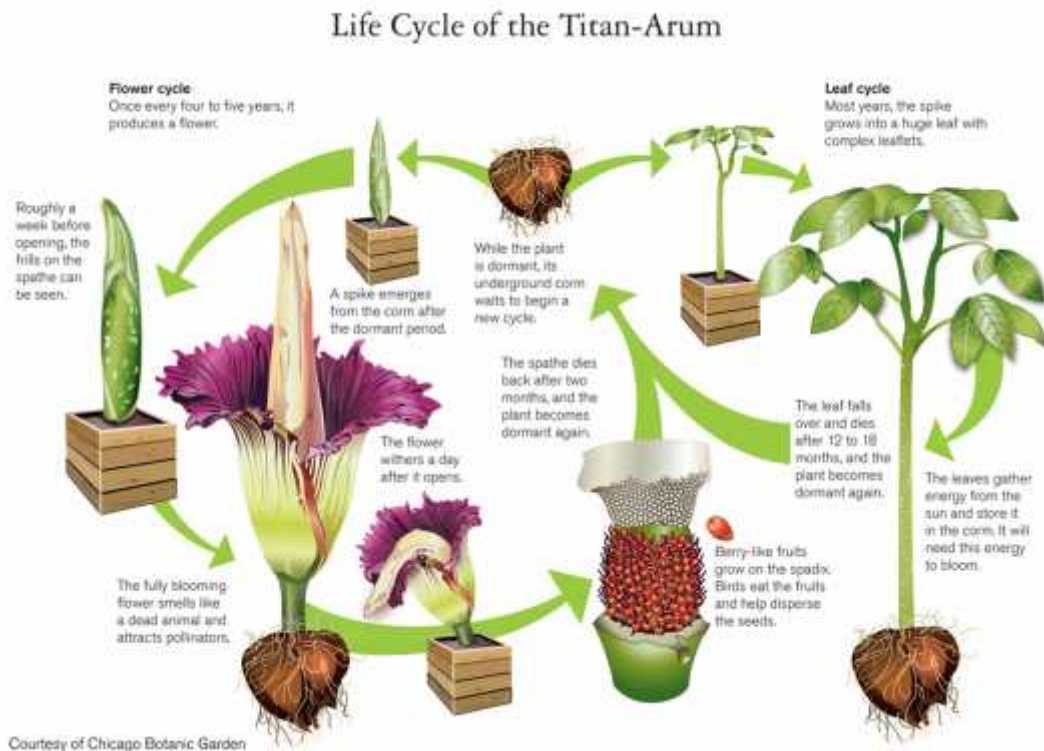 Life Cycle of the Titan-Arum
Flower cycle
Once every four to five years, it
produces a flower.
Leaf cycle
Most years, the spike
grows into a huge leaf with
complex leaflets.
Roughly a
week before
opening, the
frills on the
spathe can
be seen.
A spike emerges
from the corm after
the dormant period.
While the plant
is dormant, its
underground corm
waits to begin a
new cycle.
The spathe dies
back after two
months, and the
plant becomes
dormant again.
The leaf falls
over and dies
after 12 to 18
months, and the
plant becomes
dormant again.
The leaves gather
energy from the
sun and store it
in the corm. It will
need this energy
to bloom.
The flower
withers a day
after it opens.
The fully blooming
flower smells like
a dead animal and
attracts pollinators.
Berry-like fruits
grow on the spadix.
Birds eat the fruits
and help disperse
the seeds.
Courtesy of Chicago Botanic Garden